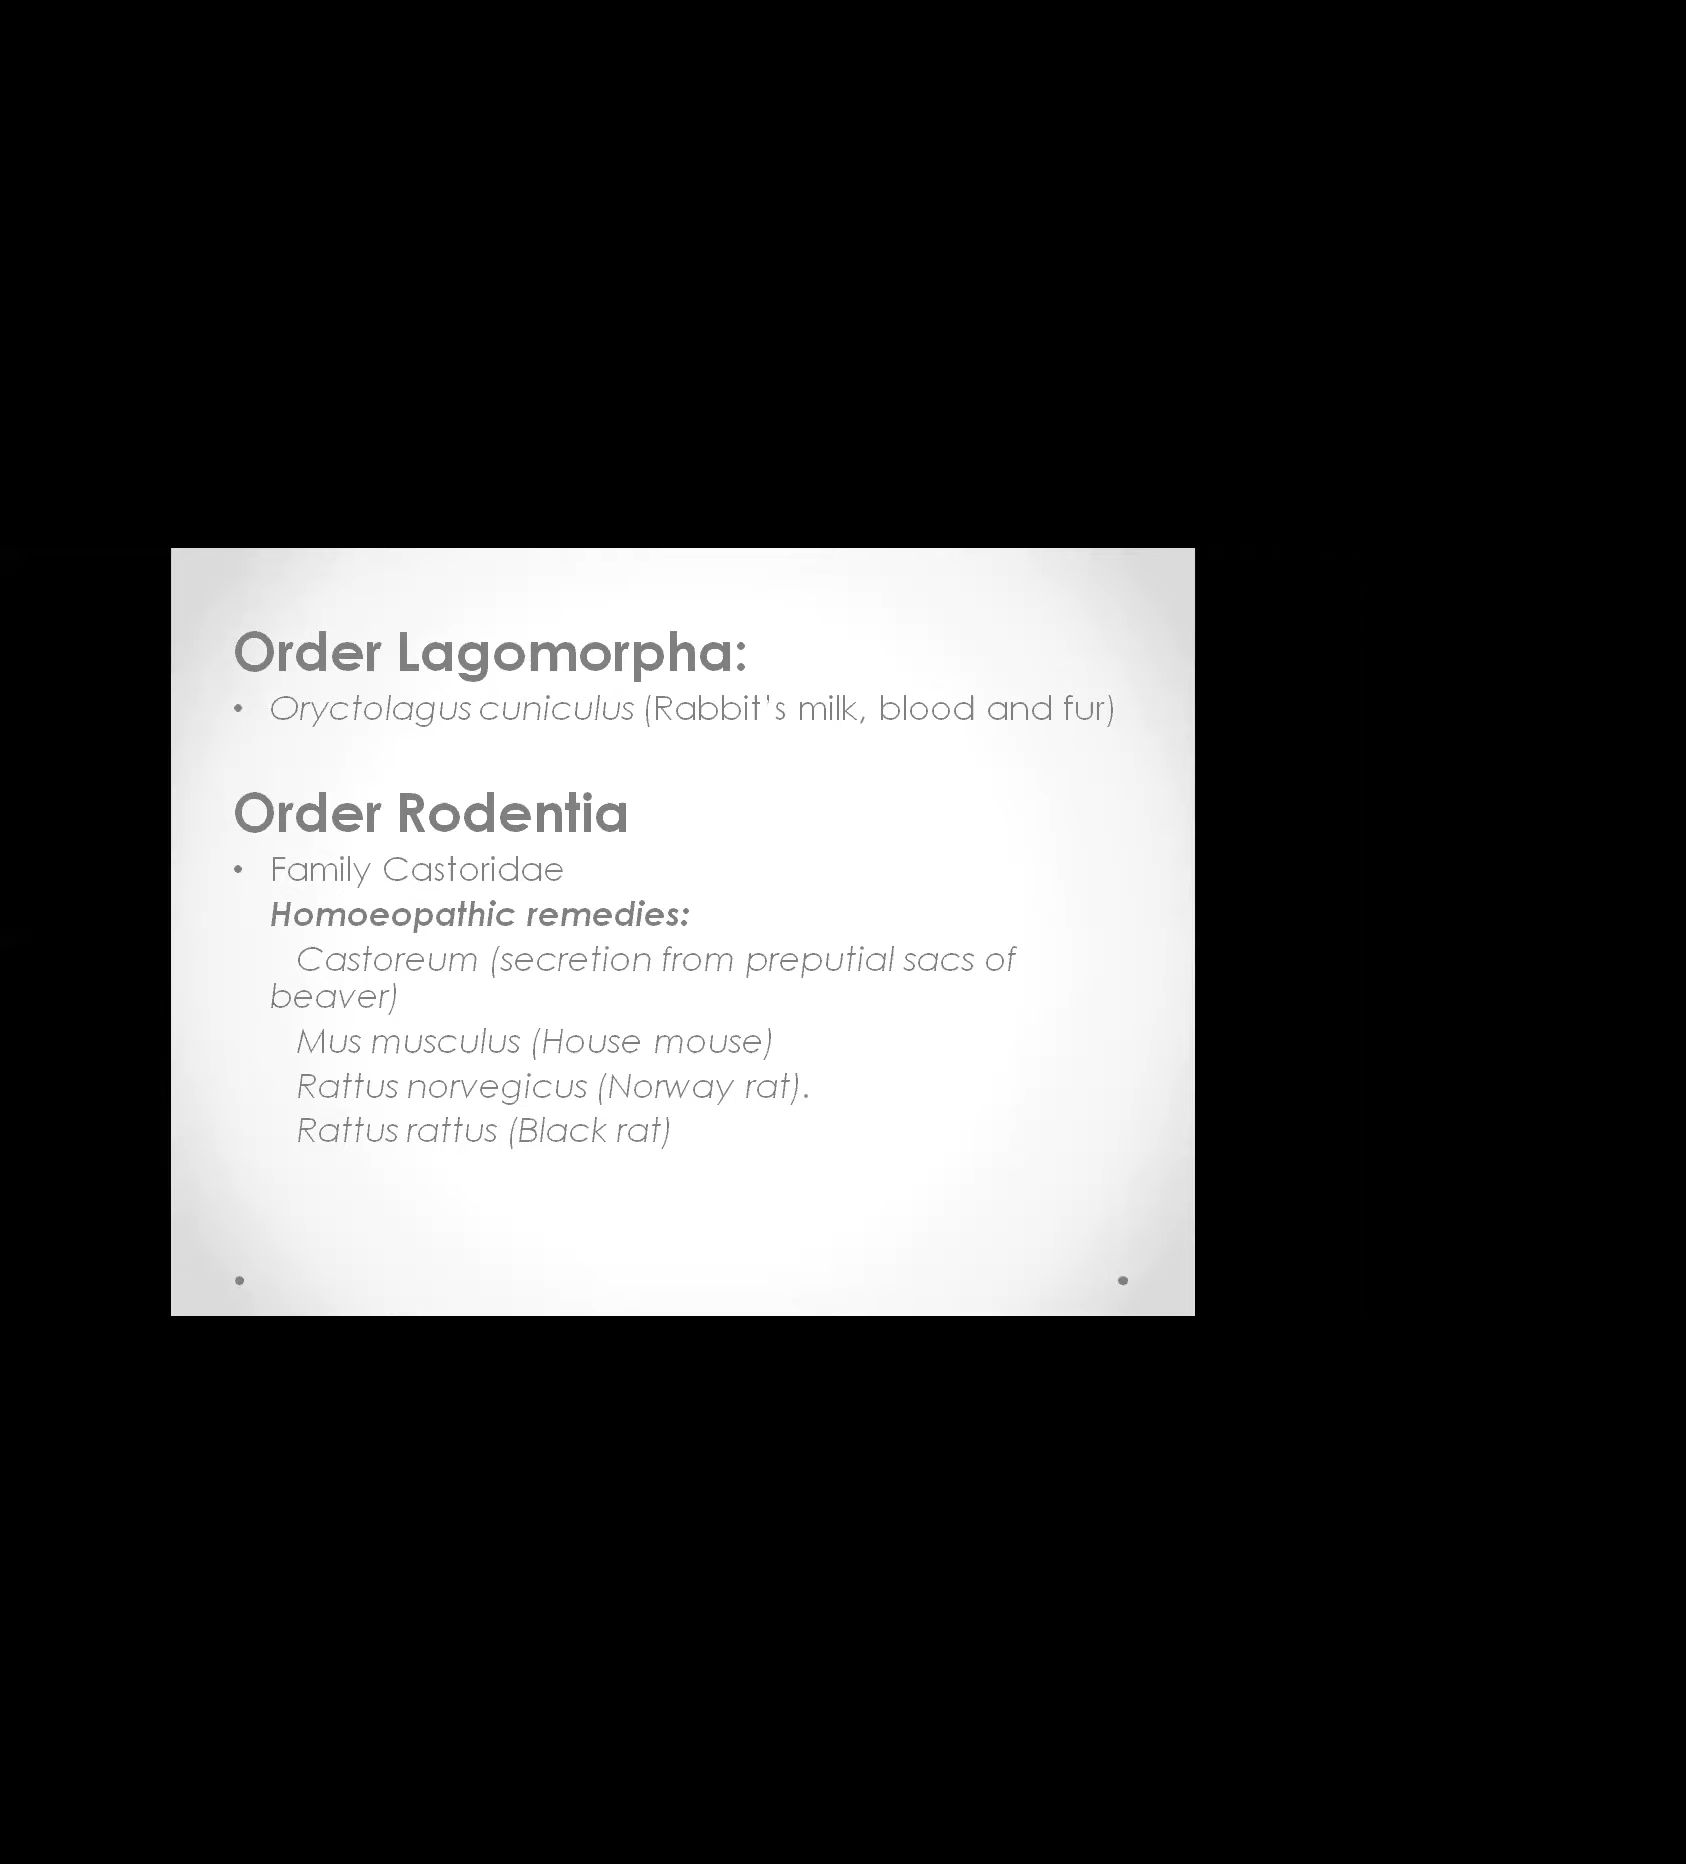 Order Lagomorpha:
• Oryctolagus cuniculus (Rabbit's milk, blood and fur)
Order Rodentia
• Family Castoridae
Homoeopathic remedies:
Castoreum (secretion from preputial sacs of
beaver)
Mus musculus (House mouse)
Rattus norvegicus (Norway rat).
Rattus rattus (Black rat)